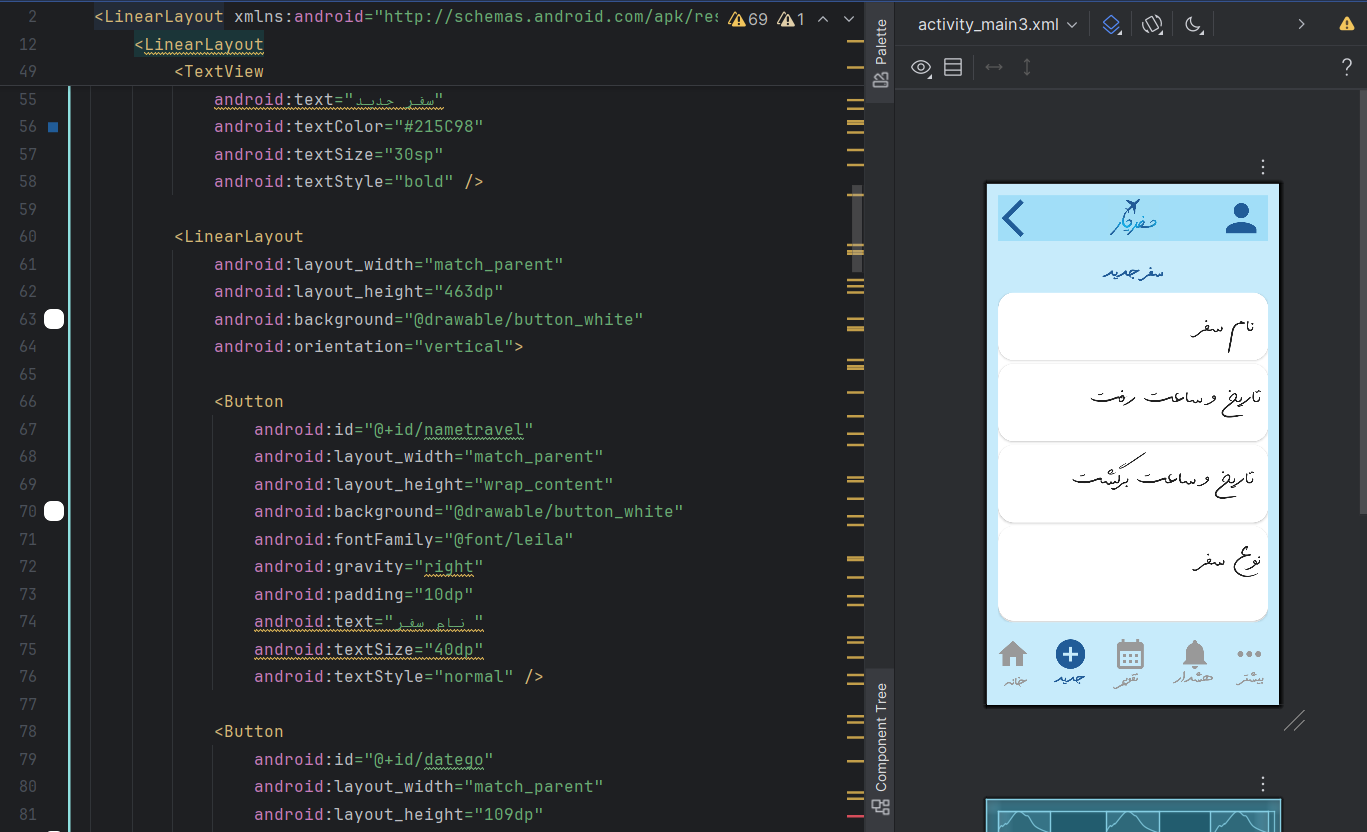 2 <LinearLayout xmlns:android="http://schemas.android.com/apk/res 69 1
12 <LinearLayout
49 <TextView
55 android:text="سفر جدید"
56 android:textColor="#215C98"
57 android:textSize="30sp"
58 android:textStyle="bold" />
59
60 <LinearLayout
61 android:layout_width="match_parent"
62 android:layout_height="463dp"
63 android:background="@drawable/button_white"
64 android:orientation="vertical">
65
66 <Button
67 android:id="@+id/nametravel"
68 android:layout_width="match_parent"
69 android:layout_height="wrap_content"
70 android:background="@drawable/button_white"
71 android:fontFamily="@font/leila"
72 android:gravity="right"
73 android:padding="10dp"
74 android:text="نام سفر "
75 android:textSize="40dp"
76 android:textStyle="normal" />
77
78 <Button
79 android:id="@+id/datego"
80 android:layout_width="match_parent"
81 android:layout_height="109dp"
Palette
Component Tree
activity_main3.xml
?
سفریار
سفر جدید
نام سفر
تاریخ و ساعت رفت
تاریخ و ساعت برگشت
نوع سفر
خانه
جدید
تقویم
هشدار
بیشتر